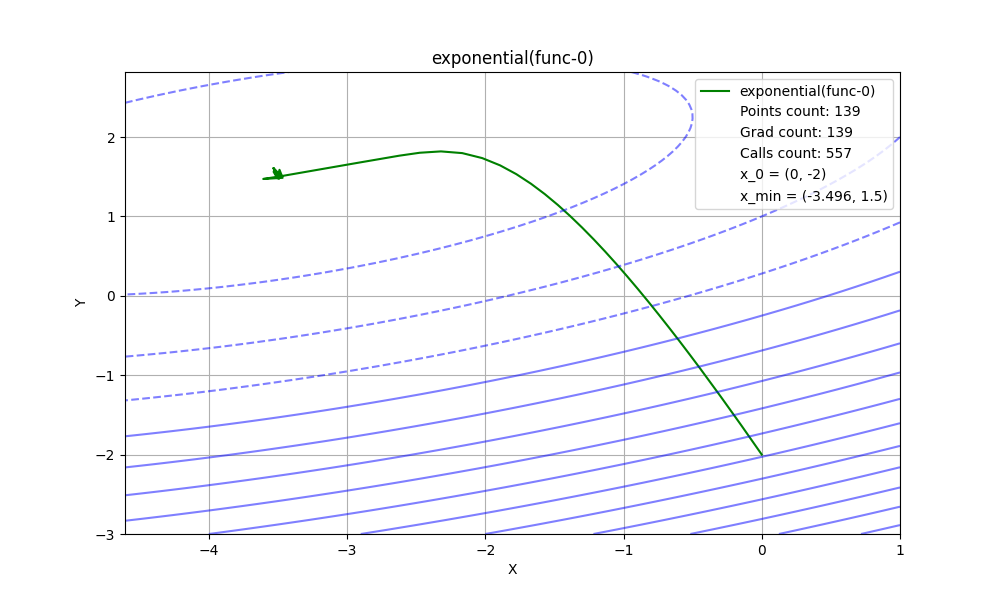 exponential(func-0)
exponential(func-0)
Points count: 139
Grad count: 139
Calls count: 557
x_0 = (0, -2)
x_min = (-3.496, 1.5)
2
1
0
−1
−2
−3
Y
−4
−3
−2
−1
0
1
X